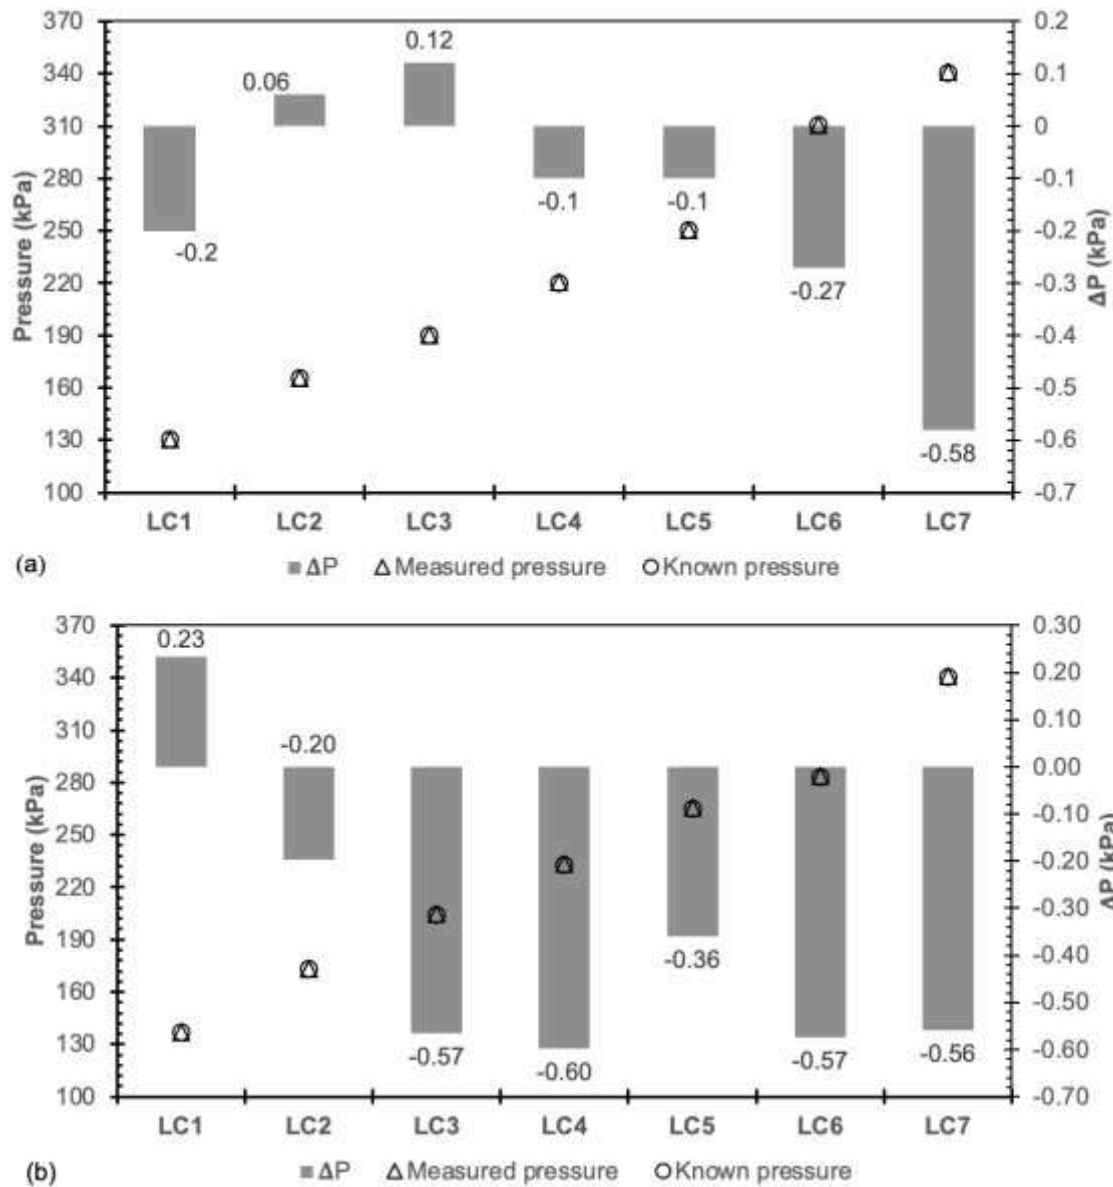 370 0.2
0.12
340 0.06 0.1
310 0
280 -0.1
-0.1 -0.1
250 -0.2
-0.2
220 -0.27 -0.3
190 -0.4
160 -0.5
130 -0.6
-0.58
100 -0.7
Pressure (kPa)
ΔP (kPa)
LC1 LC2 LC3 LC4 LC5 LC6 LC7
(a) ΔP Measured pressure Known pressure
370 0.30
0.23
340 0.20
310 0.10
-0.20
280 0.00
250 -0.10
220 -0.20
-0.30
190 -0.36 -0.40
160 -0.50
130 -0.57 -0.60 -0.57 -0.56 -0.60
100 -0.70
Pressure (kPa)
ΔP (kPa)
LC1 LC2 LC3 LC4 LC5 LC6 LC7
(b) ΔP Measured pressure Known pressure